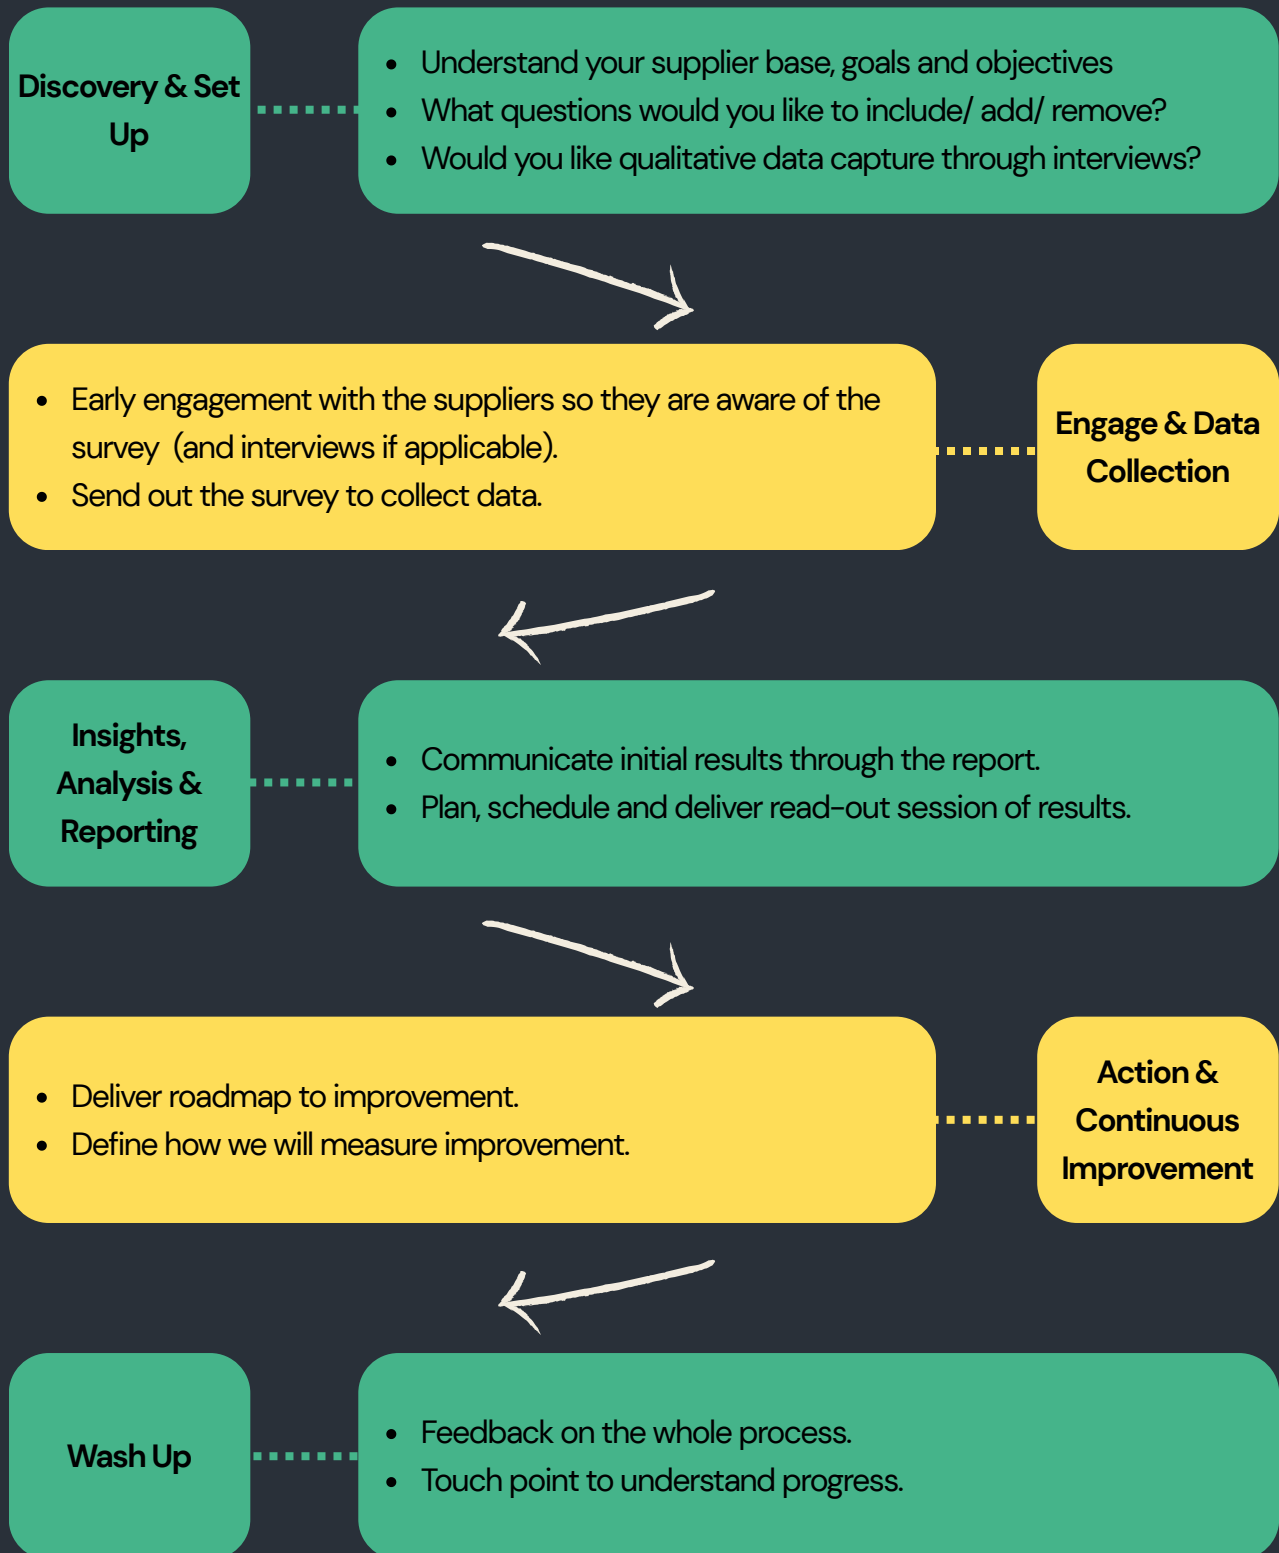 Discovery & Set
Up
• Understand your supplier base, goals and objectives
• What questions would you like to include/ add/ remove?
• Would you like qualitative data capture through interviews?
• Early engagement with the suppliers so they are aware of the
survey  (and interviews if applicable).
• Send out the survey to collect data.
Engage & Data
Collection
Insights,
Analysis &
Reporting
• Communicate initial results through the report.
• Plan, schedule and deliver read-out session of results.
• Deliver roadmap to improvement.
• Define how we will measure improvement.
Action &
Continuous
Improvement
Wash Up
• Feedback on the whole process.
• Touch point to understand progress.